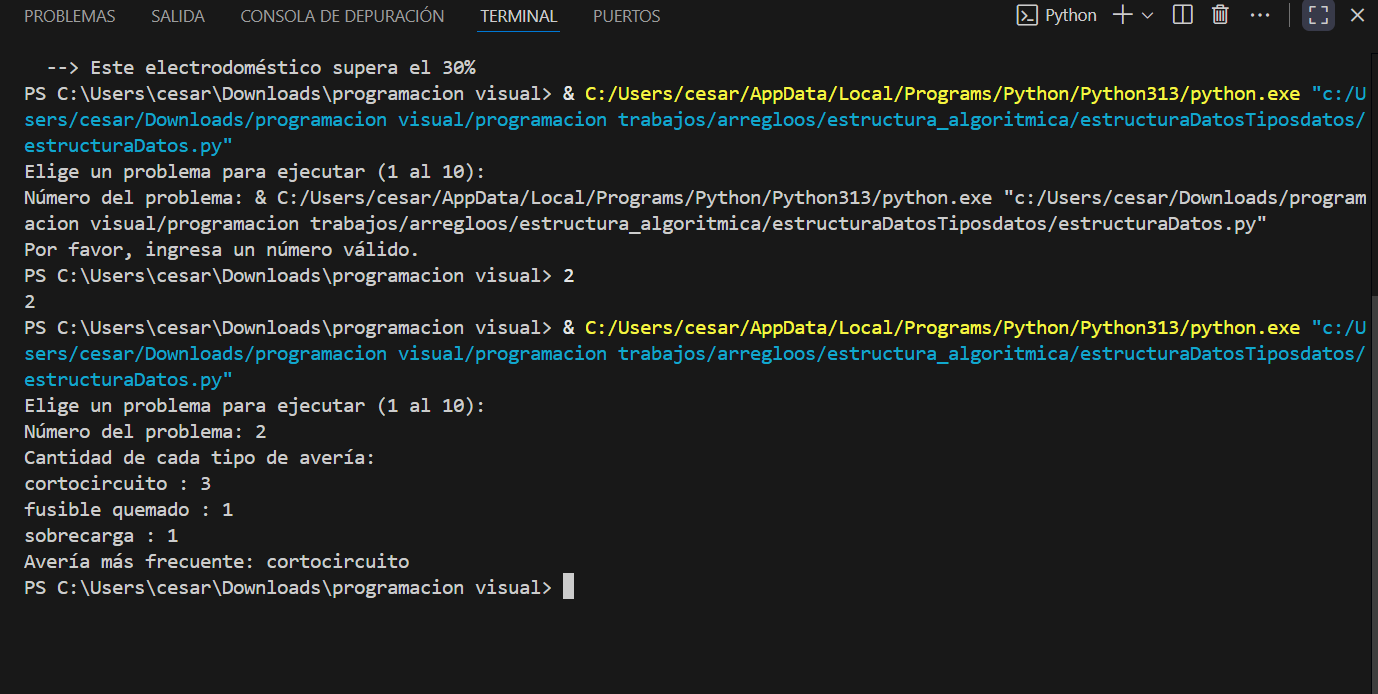 PROBLEMAS SALIDA CONSOLA DE DEPURACIÓN TERMINAL PUERTOS Python
--> Este electrodoméstico supera el 30%
PS C:\Users\cesar\Downloads\programacion visual> & C:/Users/cesar/AppData/Local/Programs/Python/Python313/python.exe "c:/U
sers/cesar/Downloads/programacion visual/programacion trabajos/arregloos/estructura_algoritmica/estructuraDatosTiposdatos/
estructuraDatos.py"
Elige un problema para ejecutar (1 al 10):
Número del problema: & C:/Users/cesar/AppData/Local/Programs/Python/Python313/python.exe "c:/Users/cesar/Downloads/program
acion visual/programacion trabajos/arregloos/estructura_algoritmica/estructuraDatosTiposdatos/estructuraDatos.py"
Por favor, ingresa un número válido.
PS C:\Users\cesar\Downloads\programacion visual> 2
2
PS C:\Users\cesar\Downloads\programacion visual> & C:/Users/cesar/AppData/Local/Programs/Python/Python313/python.exe "c:/U
sers/cesar/Downloads/programacion visual/programacion trabajos/arregloos/estructura_algoritmica/estructuraDatosTiposdatos/
estructuraDatos.py"
Elige un problema para ejecutar (1 al 10):
Número del problema: 2
Cantidad de cada tipo de avería:
cortocircuito : 3
fusible quemado : 1
sobrecarga : 1
Avería más frecuente: cortocircuito
PS C:\Users\cesar\Downloads\programacion visual>